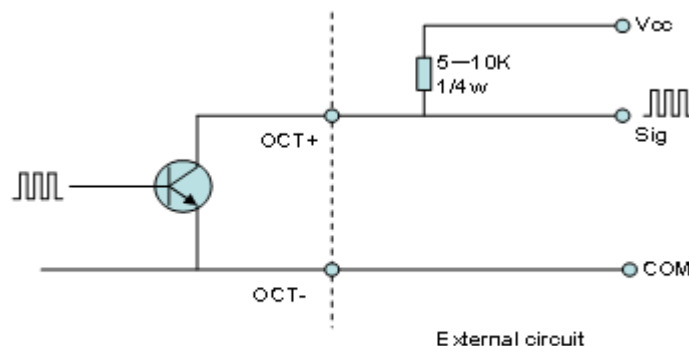 Vcc
5—10K
1/4w
OCT+
Sig
OCT-
COM
External circuit